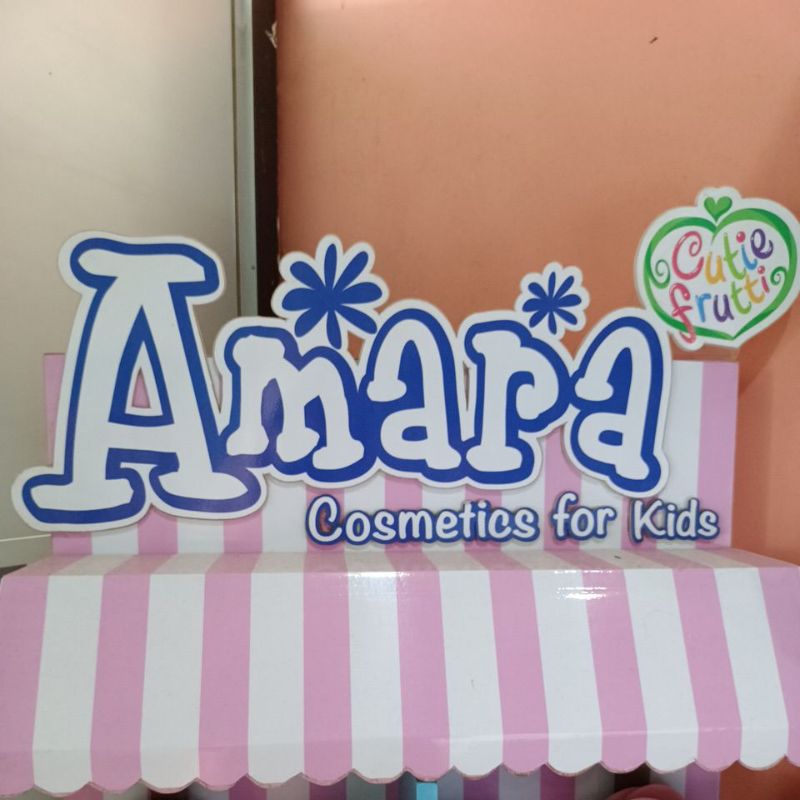 Amara
Cosmetics for Kids
Cutie
frutti